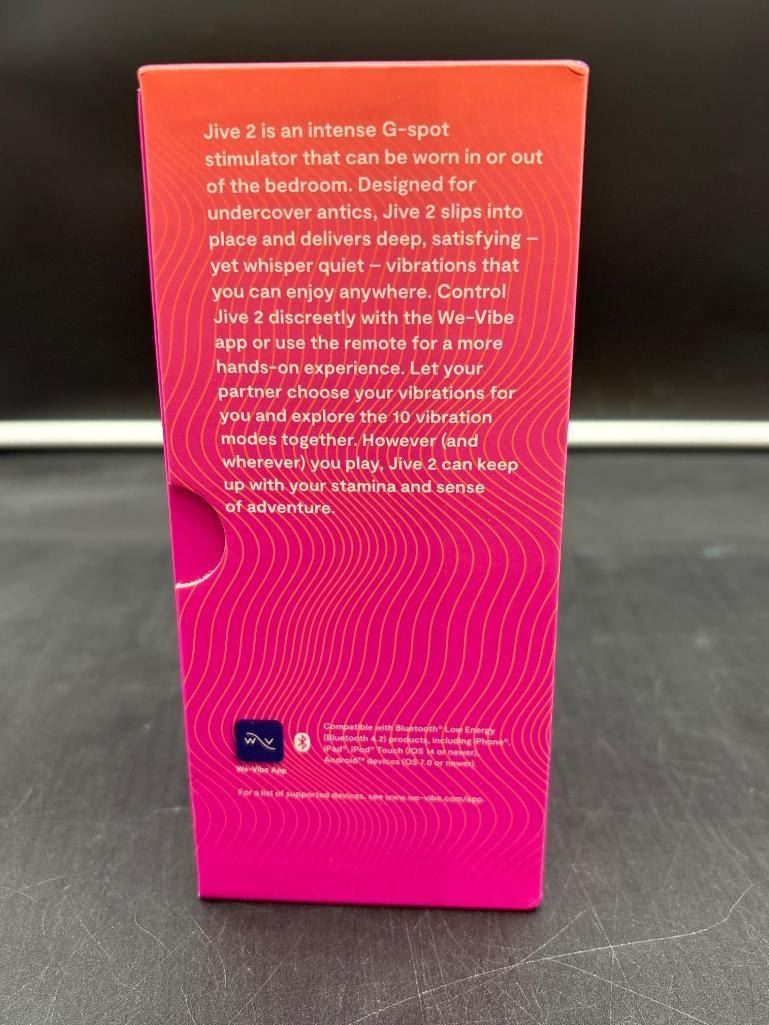 Jive 2 is an intense G-spot
stimulator that can be worn in or out
of the bedroom. Designed for
undercover antics, Jive 2 slips into
place and delivers deep, satisfying –
yet whisper quiet – vibrations that
you can enjoy anywhere. Control
Jive 2 discreetly with the We-Vibe
app or use the remote for a more
hands-on experience. Let your
partner choose your vibrations for
you and explore the 10 vibration
modes together. However (and
wherever) you play, Jive 2 can keep
up with your stamina and sense
of adventure.
Compatible with Bluetooth® Low Energy
(Bluetooth 4.2) products, including iPhone®,
iPad®, iPod® Touch (iOS 14 or newer),
Android™ devices (OS 7.0 or newer).
We-Vibe App
For a list of supported devices, see www.we-vibe.com/app.